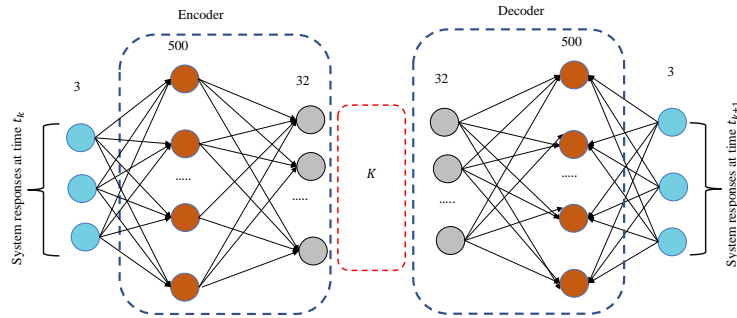 Encoder
Decoder
500
500
3
32
32
3
System responses at time t_k
K
System responses at time t_{k+1}
.....
.....
.....
.....